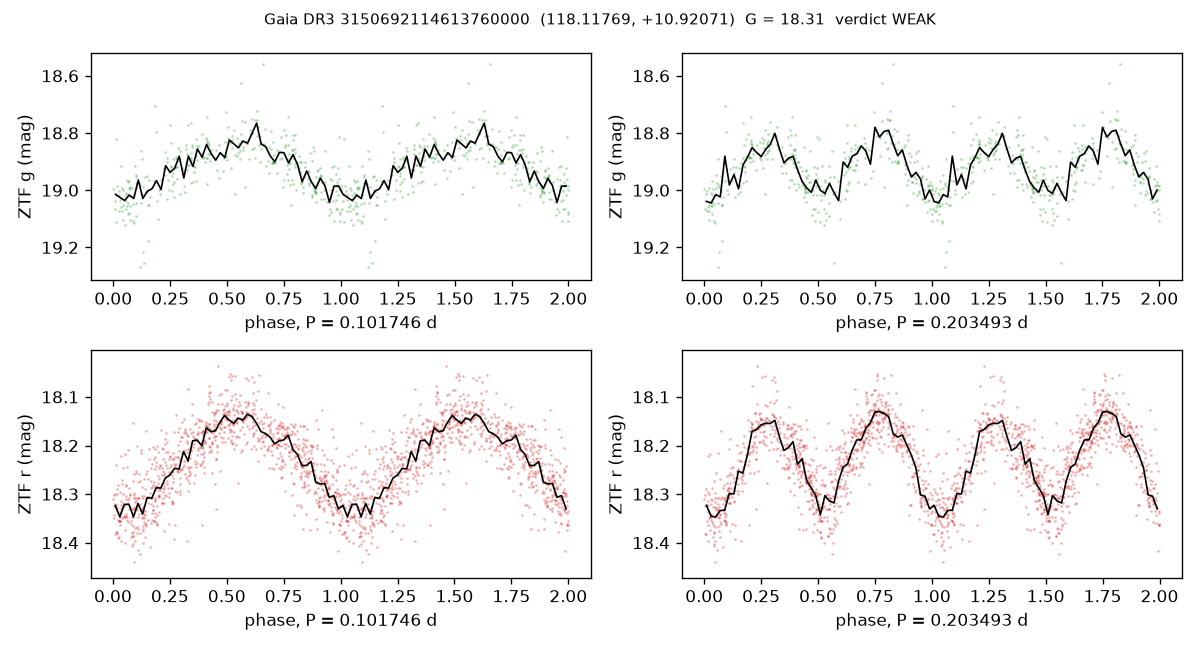 Gaia DR3 3150692114613760000 (118.11769, +10.92071) G = 18.31 verdict WEAK
ZTF g (mag)
18.6
18.8
19.0
19.2
0.00 0.25 0.50 0.75 1.00 1.25 1.50 1.75 2.00
phase, P = 0.101746 d
ZTF g (mag)
18.6
18.8
19.0
19.2
0.00 0.25 0.50 0.75 1.00 1.25 1.50 1.75 2.00
phase, P = 0.203493 d
ZTF r (mag)
18.1
18.2
18.3
18.4
0.00 0.25 0.50 0.75 1.00 1.25 1.50 1.75 2.00
phase, P = 0.101746 d
ZTF r (mag)
18.1
18.2
18.3
18.4
0.00 0.25 0.50 0.75 1.00 1.25 1.50 1.75 2.00
phase, P = 0.203493 d